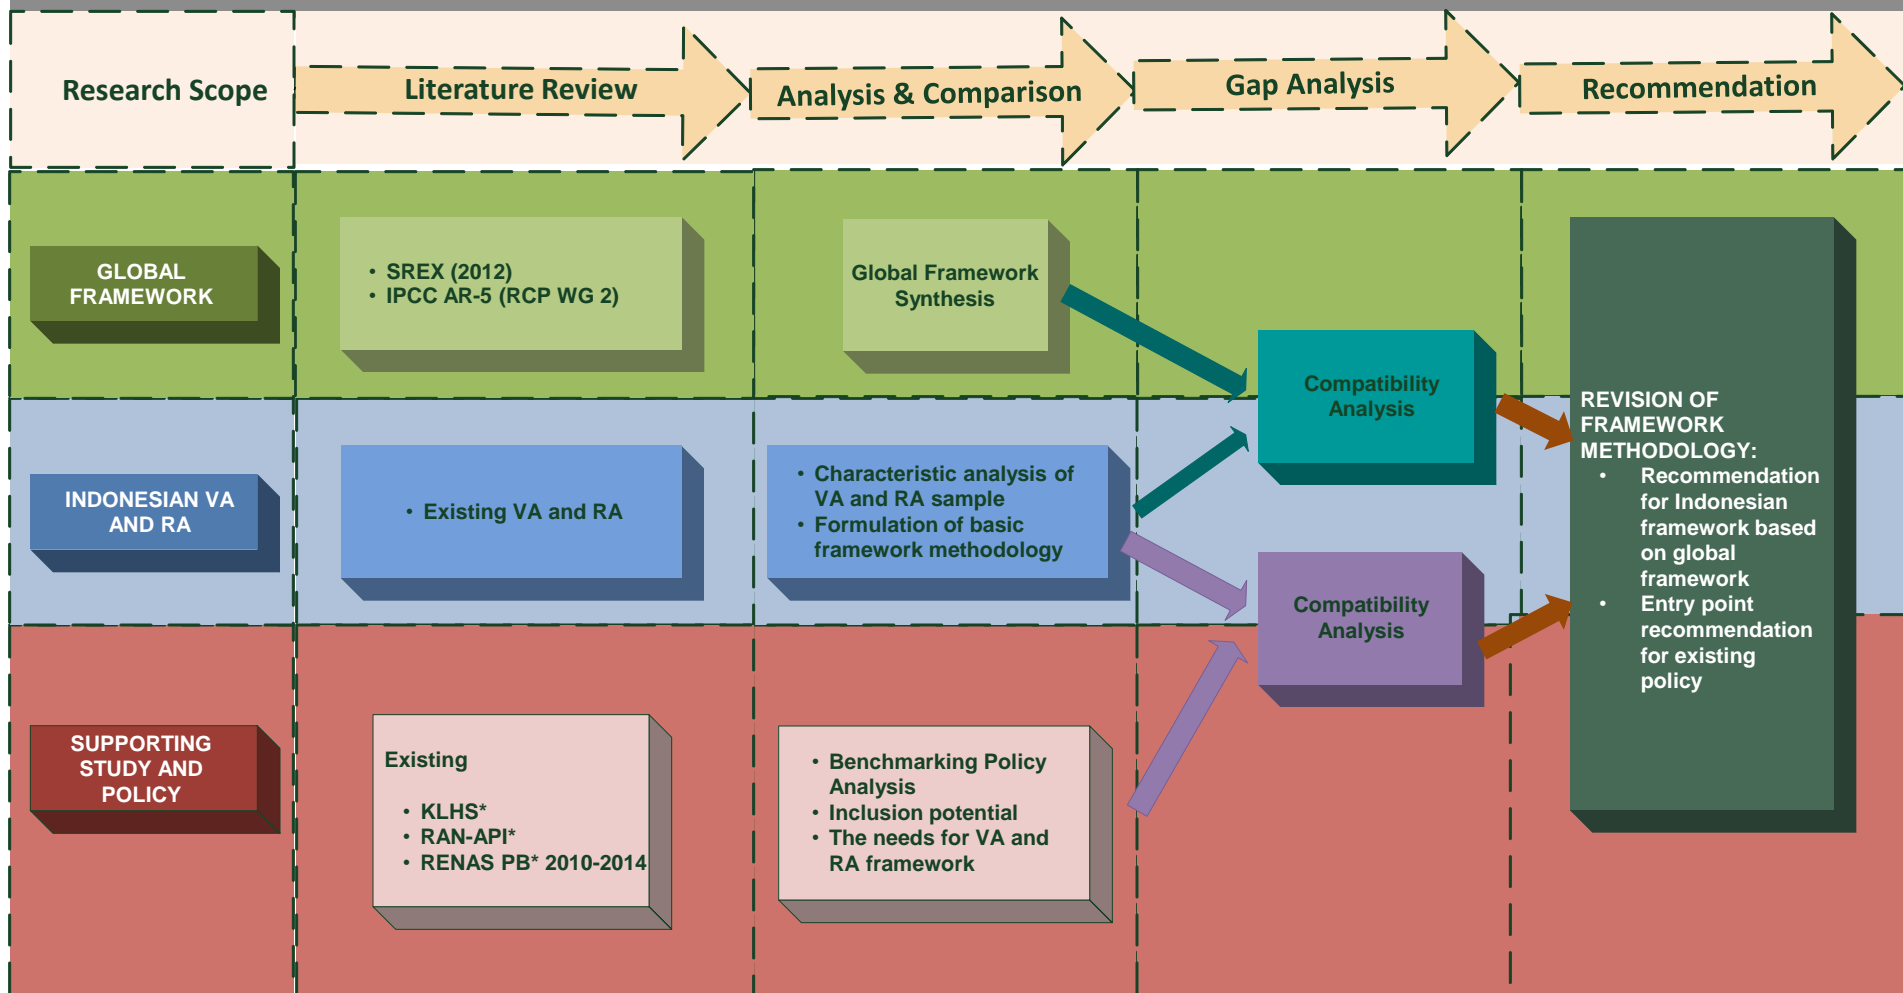 Research Scope
Literature Review
Analysis & Comparison
Gap Analysis
Recommendation
GLOBAL
FRAMEWORK
• SREX (2012)
• IPCC AR-5 (RCP WG 2)
Global Framework
Synthesis
Compatibility
Analysis
INDONESIAN VA
AND RA
• Existing VA and RA
• Characteristic analysis of
VA and RA sample
• Formulation of basic
framework methodology
Compatibility
Analysis
SUPPORTING
STUDY AND
POLICY
Existing
• KLHS*
• RAN-API*
• RENAS PB* 2010-2014
• Benchmarking Policy
Analysis
• Inclusion potential
• The needs for VA and
RA framework
REVISION OF
FRAMEWORK
METHODOLOGY:
• Recommendation
for Indonesian
framework based
on global
framework
• Entry point
recommendation
for existing
policy